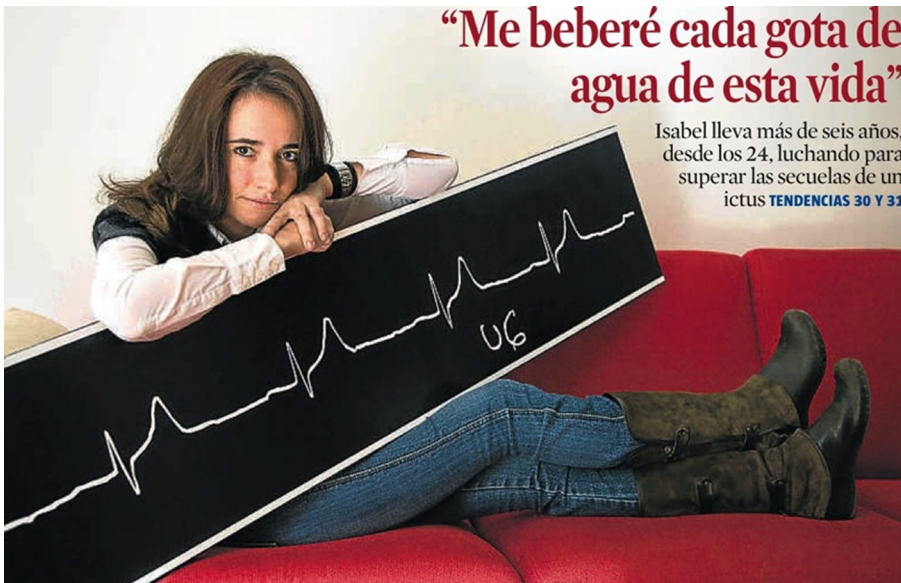 “Me beberé cada gota de
agua de esta vida”
Isabel lleva más de seis años,
desde los 24, luchando para
superar las secuelas de un
ictus TENDENCIAS 30 Y 31
V6